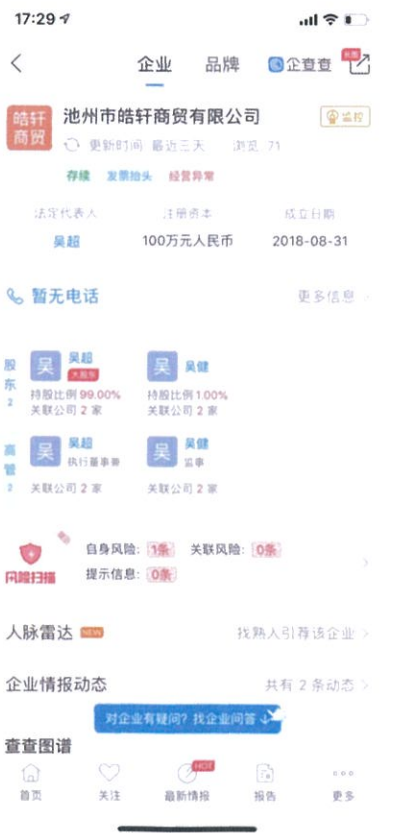 17:29
企业 品牌 企查查
皓轩
商贸
池州市皓轩商贸有限公司
监控
更新时间 最近三天 浏览 71
存续 发票抬头 经营异常
法定代表人 注册资本 成立日期
吴超 100万元人民币 2018-08-31
暂无电话 更多信息
股东 2
吴 吴超 大股东
持股比例 99.00%
关联公司 2 家
吴 吴健
持股比例 1.00%
关联公司 2 家
高管 2
吴 吴超
执行董事兼
关联公司 2 家
吴 吴健
监事
关联公司 2 家
风险扫描
自身风险: 1条 关联风险: 0条
提示信息: 0条
人脉雷达 NEW 找熟人引荐该企业
企业情报动态 共有 2 条动态
对企业有疑问? 找企业问答
查查图谱
HOT
首页 关注 最新情报 报告 更多